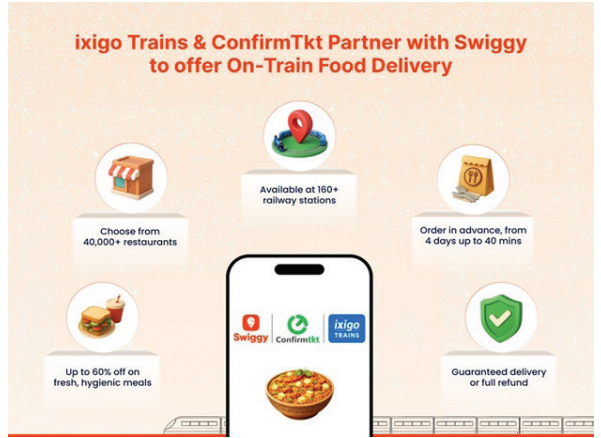 ixigo Trains & ConfirmTkt Partner with Swiggy
to offer On-Train Food Delivery
Available at 160+
railway stations
Choose from
40,000+ restaurants
Order in advance, from
4 days up to 40 mins
Up to 60% off on
fresh, hygienic meals
Swiggy
Confirmtkt
ixigo
TRAINS
Guaranteed delivery
or full refund